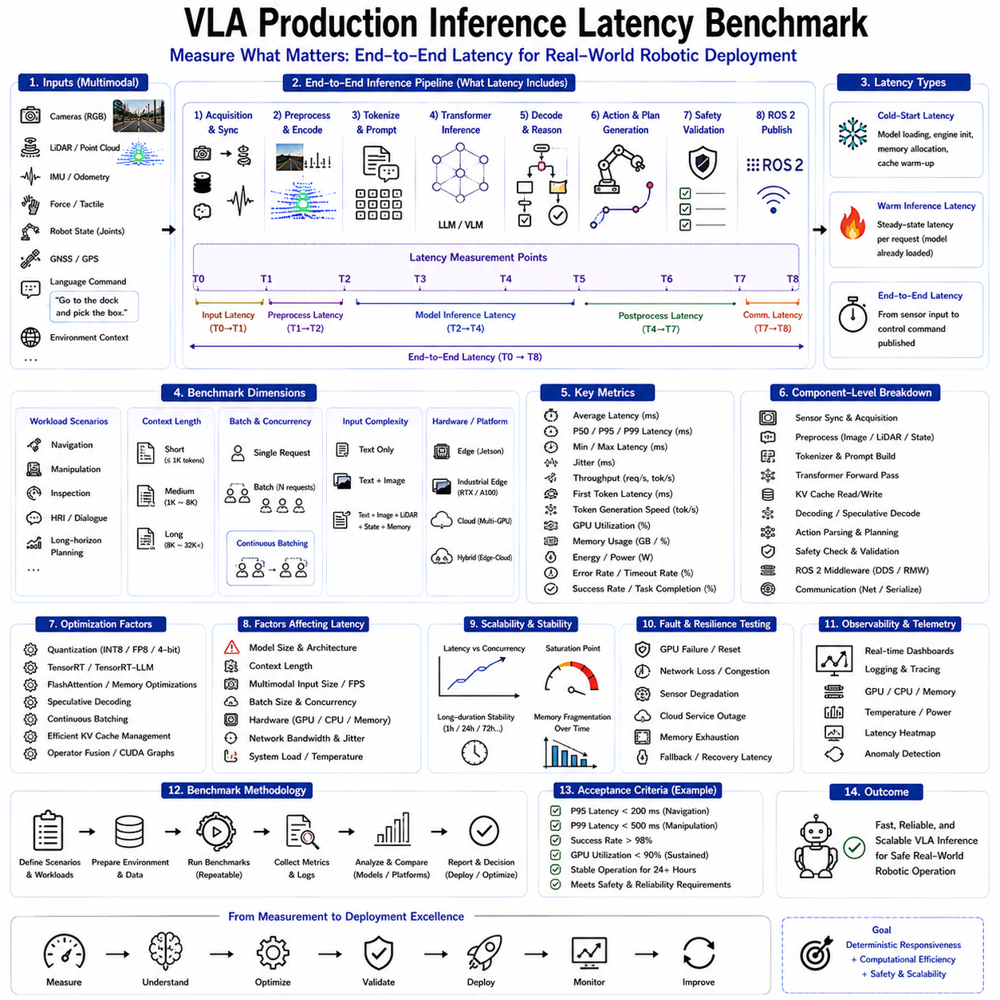 VLA Production Inference Latency Benchmark
Measure What Matters: End-to-End Latency for Real-World Robotic Deployment
1. Inputs (Multimodal)
Cameras (RGB)
LiDAR / Point Cloud
IMU / Odometry
Force / Tactile
Robot State (Joints)
GNSS / GPS
Language Command
"Go to the dock
and pick the box."
Environment Context
...
2. End-to-End Inference Pipeline (What Latency Includes)
1) Acquisition
& Sync
2) Preprocess
& Encode
3) Tokenize
& Prompt
4) Transformer
Inference
LLM / VLM
5) Decode
& Reason
6) Action & Plan
Generation
7) Safety
Validation
8) ROS 2
Publish
ROS 2
Latency Measurement Points
T0 T1 T2 T3 T4 T5 T6 T7 T8
Input Latency
(T0→T1)
Preprocess Latency
(T1→T2)
Model Inference Latency
(T2→T4)
Postprocess Latency
(T4→T7)
Comm. Latency
(T7→T8)
End-to-End Latency (T0 → T8)
3. Latency Types
Cold-Start Latency
Model loading, engine init,
memory allocation,
cache warm-up
Warm Inference Latency
Steady-state latency
per request (model
already loaded)
End-to-End Latency
From sensor input to
control command
published
4. Benchmark Dimensions
Workload Scenarios
Navigation
Manipulation
Inspection
HRI / Dialogue
Long-horizon
Planning
...
Context Length
Short
(≤ 1K tokens)
Medium
(1K ~ 8K)
Long
(8K ~ 32K+)
Batch & Concurrency
Single Request
Batch (N requests)
Continuous Batching
Input Complexity
Text Only
Text + Image
Text + Image + LiDAR
+ State + Memory
Hardware / Platform
Edge (Jetson)
Industrial Edge
(RTX / A100)
Cloud (Multi-GPU)
Hybrid (Edge-Cloud)
5. Key Metrics
Average Latency (ms)
P50 / P95 / P99 Latency (ms)
Min / Max Latency (ms)
Jitter (ms)
Throughput (req/s, tok/s)
First Token Latency (ms)
Token Generation Speed (tok/s)
GPU Utilization (%)
Memory Usage (GB / %)
Energy / Power (W)
Error Rate / Timeout Rate (%)
Success Rate / Task Completion (%)
6. Component-Level Breakdown
Sensor Sync & Acquisition
Preprocess (Image / LiDAR / State)
Tokenizer & Prompt Build
Transformer Forward Pass
KV Cache Read/Write
Decoding / Speculative Decode
Action Parsing & Planning
Safety Check & Validation
ROS 2 Middleware (DDS / RMW)
Communication (Net / Serialize)
7. Optimization Factors
Quantization (INT8 / FP8 / 4-bit)
TensorRT / TensorRT-LLM
FlashAttention / Memory Optimizations
Speculative Decoding
Continuous Batching
Efficient KV Cache Management
Operator Fusion / CUDA Graphs
8. Factors Affecting Latency
Model Size & Architecture
Context Length
Multimodal Input Size / FPS
Batch Size & Concurrency
Hardware (GPU / CPU / Memory)
Network Bandwidth & Jitter
System Load / Temperature
9. Scalability & Stability
Latency vs Concurrency
Saturation Point
Long-duration Stability
(1h / 24h / 72h...)
Memory Fragmentation
Over Time
10. Fault & Resilience Testing
GPU Failure / Reset
Network Loss / Congestion
Sensor Degradation
Cloud Service Outage
Memory Exhaustion
Fallback / Recovery Latency
11. Observability & Telemetry
Real-time Dashboards
Logging & Tracing
GPU / CPU / Memory
Temperature / Power
Latency Heatmap
Anomaly Detection
12. Benchmark Methodology
Define Scenarios
& Workloads
Prepare Environment
& Data
Run Benchmarks
(Repeatable)
Collect Metrics
& Logs
Analyze & Compare
(Models / Platforms)
Report & Decision
(Deploy / Optimize)
13. Acceptance Criteria (Example)
P95 Latency < 200 ms (Navigation)
P99 Latency < 500 ms (Manipulation)
Success Rate > 98%
GPU Utilization < 90% (Sustained)
Stable Operation for 24+ Hours
Meets Safety & Reliability Requirements
14. Outcome
Fast, Reliable, and
Scalable VLA Inference
for Safe Real-World
Robotic Operation
From Measurement to Deployment Excellence
Measure
Understand
Optimize
Validate
Deploy
Monitor
Improve
Goal
Deterministic Responsiveness
+ Computational Efficiency
+ Safety & Scalability